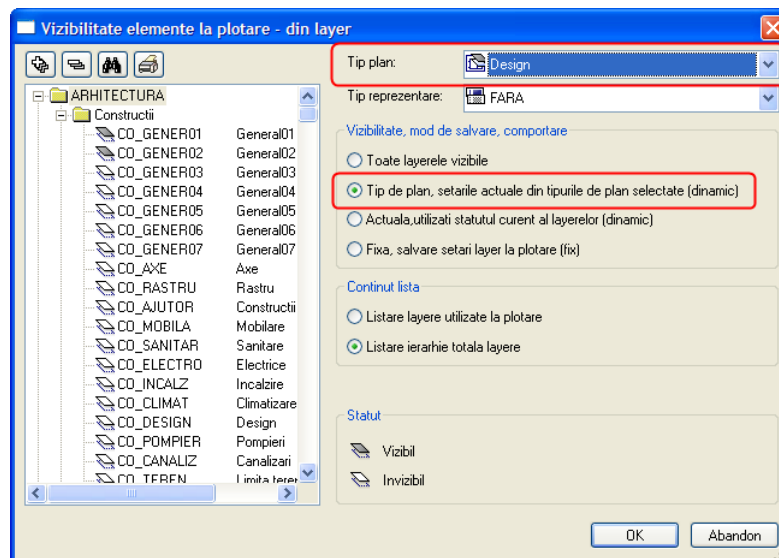 Vizibilitate elemente la plotare - din layer
Tip plan: Design
Tip reprezentare: FARA
ARHITECTURA
Constructii
CO_GENER01 General01
CO_GENER02 General02
CO_GENER03 General03
CO_GENER04 General04
CO_GENER05 General05
CO_GENER06 General06
CO_GENER07 General07
CO_AXE Axe
CO_RASTRU Rastru
CO_AJUTOR Constructii
CO_MOBILA Mobilare
CO_SANITAR Sanitare
CO_ELECTRO Electrice
CO_INCALZ Incalzire
CO_CLIMAT Climatizare
CO_DESIGN Design
CO_POMPIER Pompieri
CO_CANALIZ Canalizari
CO_TEREN Limita teren
Vizibilitate, mod de salvare, comportare
Toate layerele vizibile
Tip de plan, setarile actuale din tipurile de plan selectate (dinamic)
Actuala,utilizati statutul curent al layerelor (dinamic)
Fixa, salvare setari layer la plotare (fix)
Continut lista
Listare layere utilizate la plotare
Listare ierarhie totala layere
Statut
Vizibil
Invizibil
OK Abandon